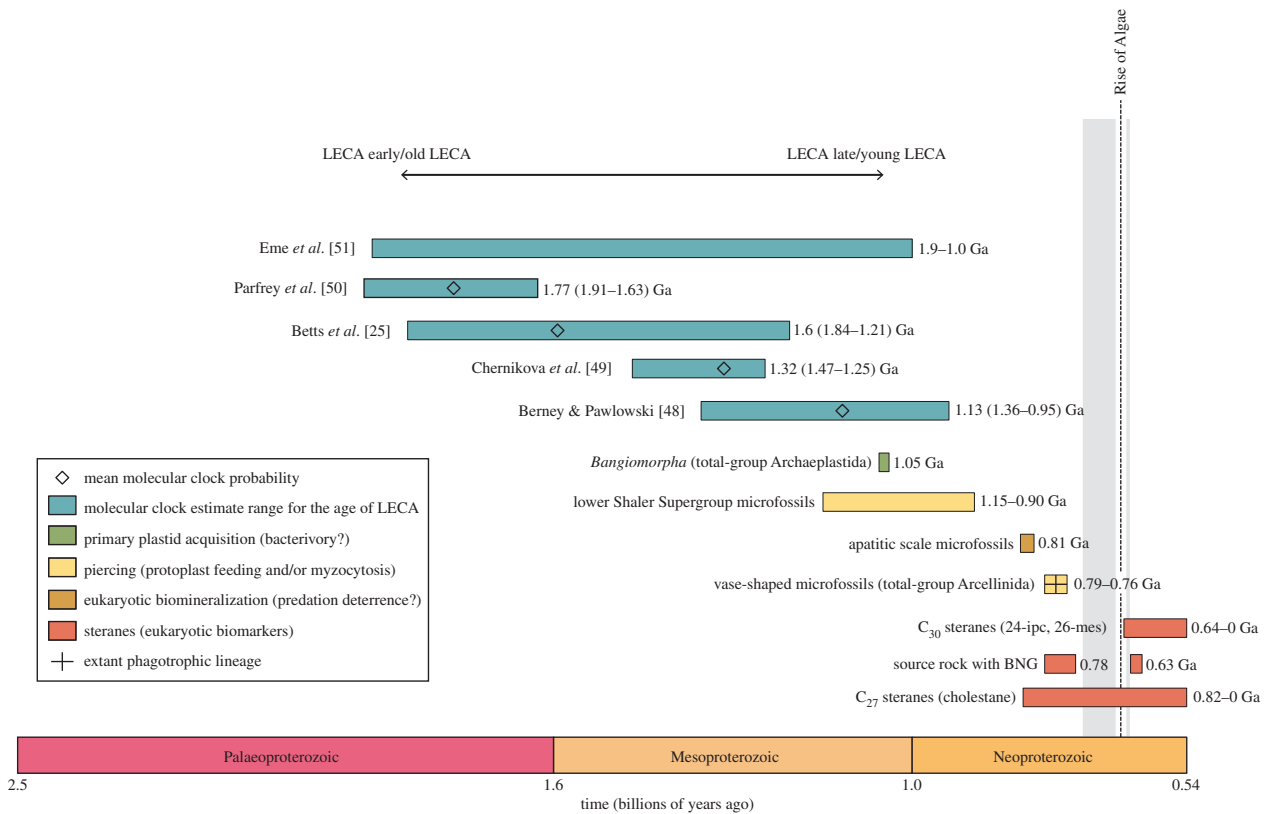 Rise of Algae
LECA early/old LECA
LECA late/young LECA
Eme et al. [51]
1.9–1.0 Ga
Parfrey et al. [50]
1.77 (1.91–1.63) Ga
Betts et al. [25]
1.6 (1.84–1.21) Ga
Chernikova et al. [49]
1.32 (1.47–1.25) Ga
Berney & Pawlowski [48]
1.13 (1.36–0.95) Ga
Bangiomorpha (total-group Archaeplastida)
1.05 Ga
lower Shaler Supergroup microfossils
1.15–0.90 Ga
apatitic scale microfossils
0.81 Ga
vase-shaped microfossils (total-group Arcellinida)
0.79–0.76 Ga
C30 steranes (24-ipc, 26-mes)
0.64–0 Ga
source rock with BNG
0.78
0.63 Ga
C27 steranes (cholestane)
0.82–0 Ga
mean molecular clock probability
molecular clock estimate range for the age of LECA
primary plastid acquisition (bacterivory?)
piercing (protoplast feeding and/or myzocytosis)
eukaryotic biomineralization (predation deterrence?)
steranes (eukaryotic biomarkers)
extant phagotrophic lineage
Palaeoproterozoic
Mesoproterozoic
Neoproterozoic
2.5
1.6
1.0
0.54
time (billions of years ago)